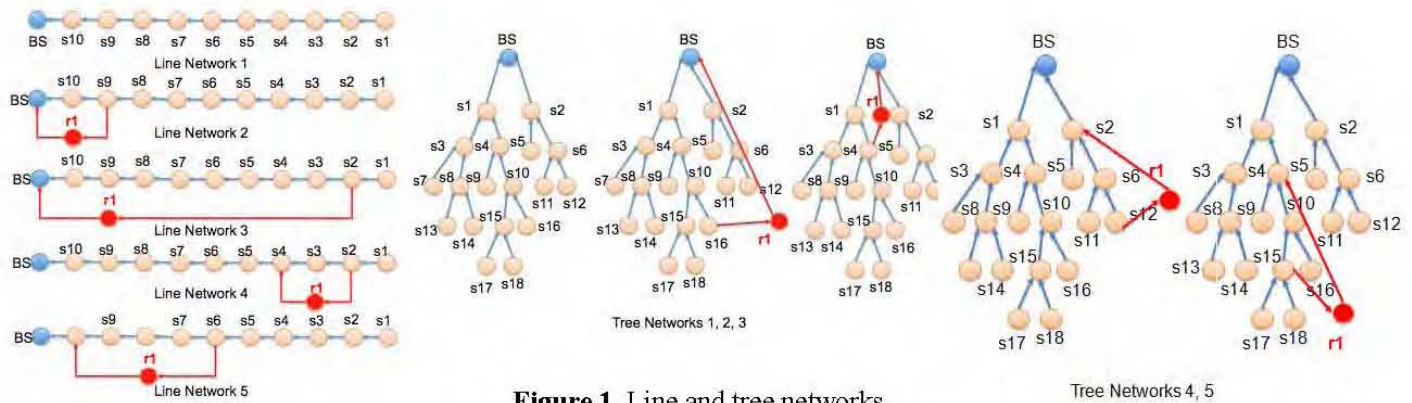 BS s10 s9 s8 s7 s6 s5 s4 s3 s2 s1
Line Network 1
s10 s9 s8 s7 s6 s5 s4 s3 s2 s1
BS
r1
Line Network 2
s10 s9 s8 s7 s6 s5 s4 s3 s2 s1
BS
r1
Line Network 3
s10 s9 s8 s7 s6 s5 s4 s3 s2 s1
BS
r1
Line Network 4
s9 s7 s6 s5 s4 s3 s2 s1
BS
r1
Line Network 5
BS
s1 s2
s3 s4 s5 s6
s7 s8 s9 s10
s11 s12
s13 s14 s15 s16
s17 s18
BS
s1 s2
s3 s4 s5 s6
s7 s8 s9 s10 s12
s11
s13 s14 s15 s16
r1
s17 s18
BS
r1
s1 s2
s3 s4 s5
s8 s9 s10
s11
s13 s14 s15 s16
s17 s18
Tree Networks 1, 2, 3
BS
s1 s2
s3 s4 s5 s6 r1
s8 s9 s10 s12
s11
s15
s14 s16
s17 s18
BS
s1 s2
s3 s4 s5 s6
s8 s9 s10 s12
s11
s13 s15
s14 s16
s17 s18 r1
Tree Networks 4, 5
Figure 1. Line and tree networks